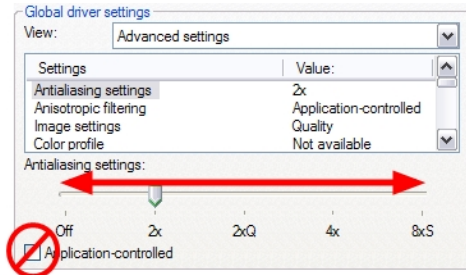 Global driver settings
View: Advanced settings
Settings Value:
Antialiasing settings 2x
Anisotropic filtering Application-controlled
Image settings Quality
Color profile Not available
Antialiasing settings:
Off 2x 2xQ 4x 8xS
Application-controlled